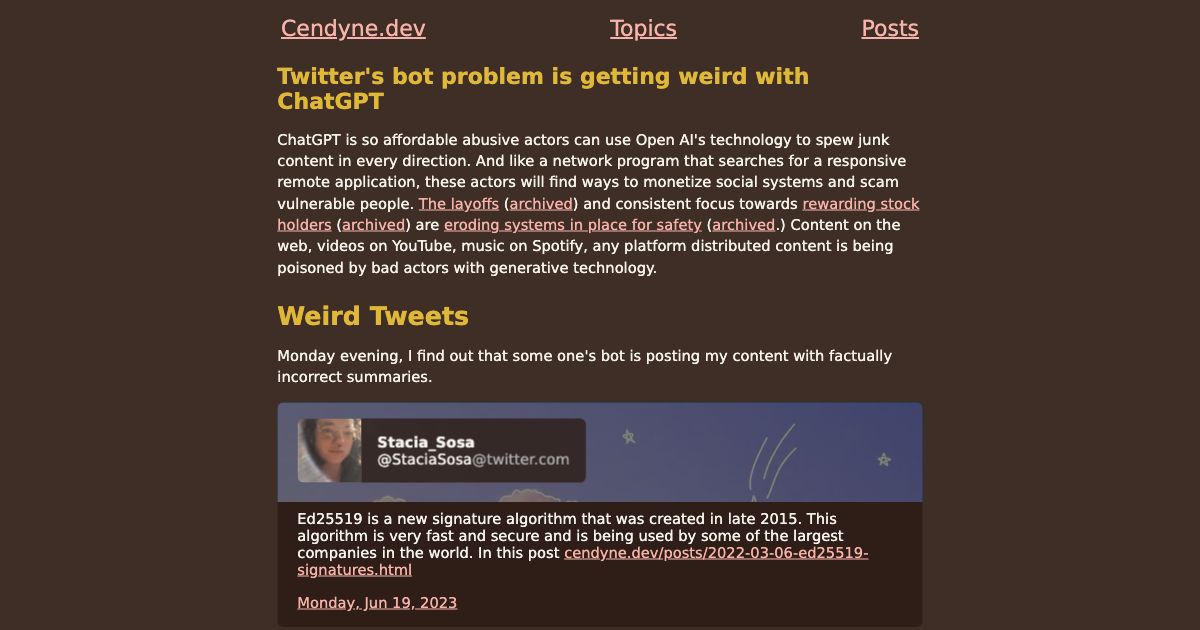 Cendyne.dev Topics Posts
Twitter's bot problem is getting weird with
ChatGPT
ChatGPT is so affordable abusive actors can use Open AI's technology to spew junk
content in every direction. And like a network program that searches for a responsive
remote application, these actors will find ways to monetize social systems and scam
vulnerable people. The layoffs (archived) and consistent focus towards rewarding stock
holders (archived) are eroding systems in place for safety (archived.) Content on the
web, videos on YouTube, music on Spotify, any platform distributed content is being
poisoned by bad actors with generative technology.
Weird Tweets
Monday evening, I find out that some one's bot is posting my content with factually
incorrect summaries.
Stacia_Sosa
@StaciaSosa@twitter.com
Ed25519 is a new signature algorithm that was created in late 2015. This
algorithm is very fast and secure and is being used by some of the largest
companies in the world. In this post cendyne.dev/posts/2022-03-06-ed25519-
signatures.html
Monday, Jun 19, 2023